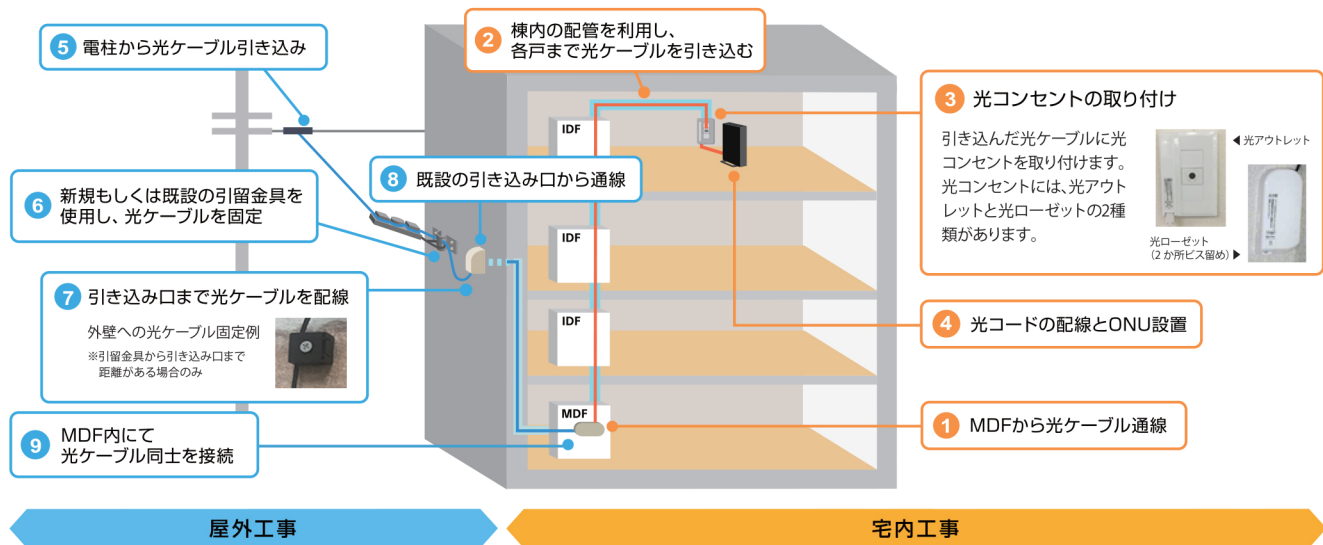 5 電柱から光ケーブル引き込み
2 棟内の配管を利用し、
各戸まで光ケーブルを引き込む
3 光コンセントの取り付け
引き込んだ光ケーブルに光
コンセントを取り付けます。
光コンセントには、光アウト
レットと光ローゼットの2種
類があります。
◀光アウトレット
光ローゼット
(2か所ビス留め)▶
6 新規もしくは既設の引留金具を
使用し、光ケーブルを固定
8 既設の引き込み口から通線
7 引き込み口まで光ケーブルを配線
外壁への光ケーブル固定例
※引留金具から引き込み口まで
距離がある場合のみ
IDF
IDF
IDF
MDF
4 光コードの配線とONU設置
1 MDFから光ケーブル通線
9 MDF内にて
光ケーブル同士を接続
屋外工事
宅内工事